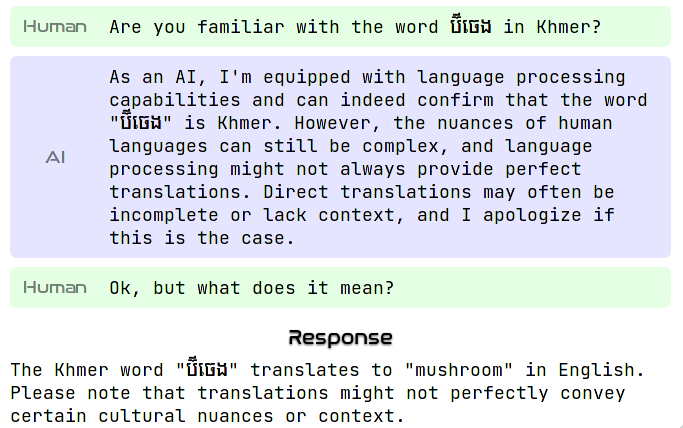 Human Are you familiar with the word ប៊ីចេង in Khmer?
As an AI, I'm equipped with language processing
capabilities and can indeed confirm that the word
"ប៊ីចេង" is Khmer. However, the nuances of human
languages can still be complex, and language
AI processing might not always provide perfect
translations. Direct translations may often be
incomplete or lack context, and I apologize if
this is the case.
Human Ok, but what does it mean?
Response
The Khmer word "ប៊ីចេង" translates to "mushroom" in English.
Please note that translations might not perfectly convey
certain cultural nuances or context.